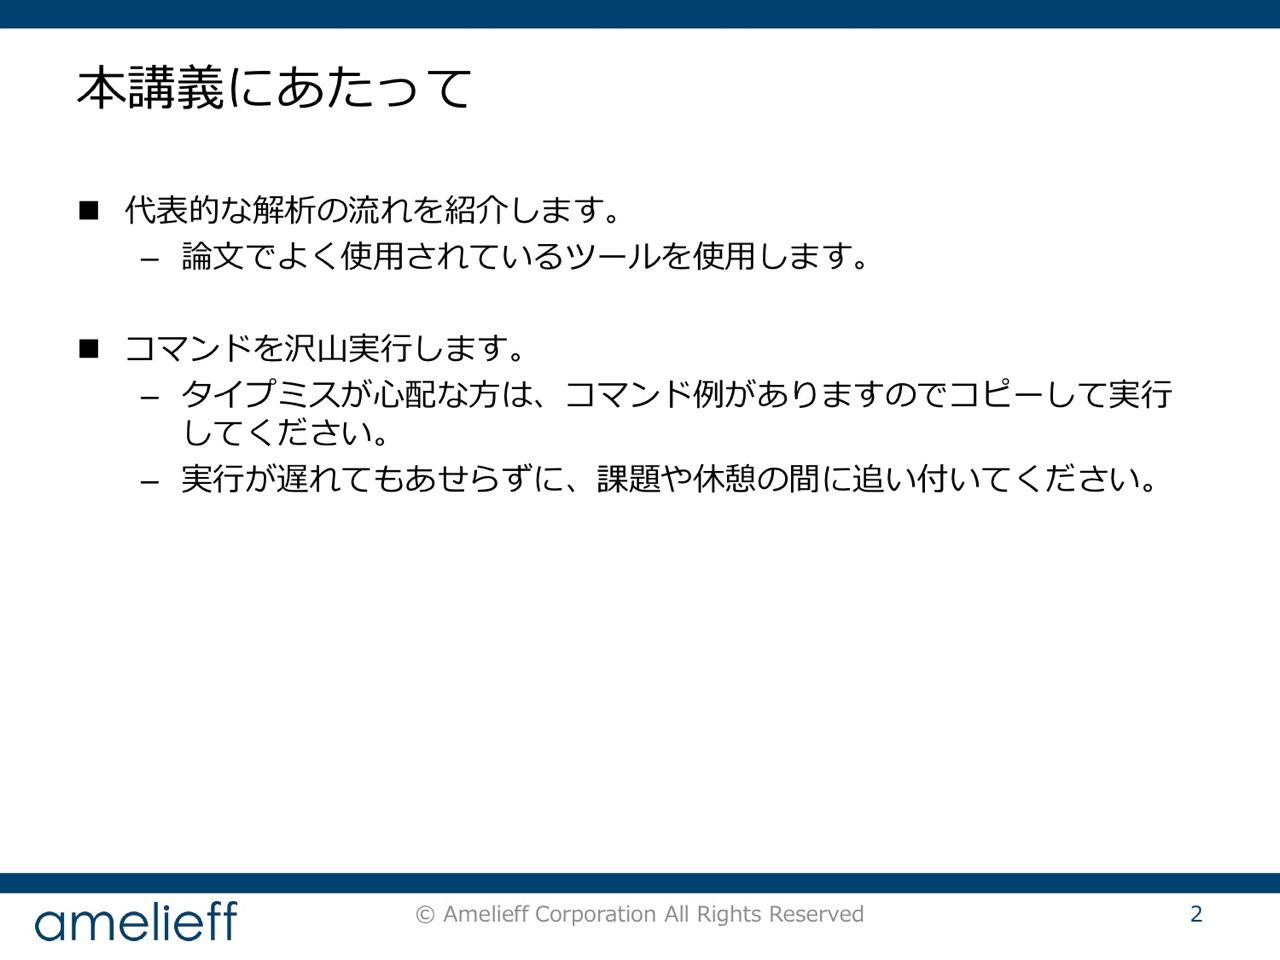 本講義にあたって
■ 代表的な解析の流れを紹介します。
– 論文でよく使用されているツールを使用します。
■ コマンドを沢山実行します。
– タイプミスが心配な方は、コマンド例がありますのでコピーして実行
してください。
– 実行が遅れてもあせらずに、課題や休憩の間に追い付いてください。
amelieff
© Amelieff Corporation All Rights Reserved
2